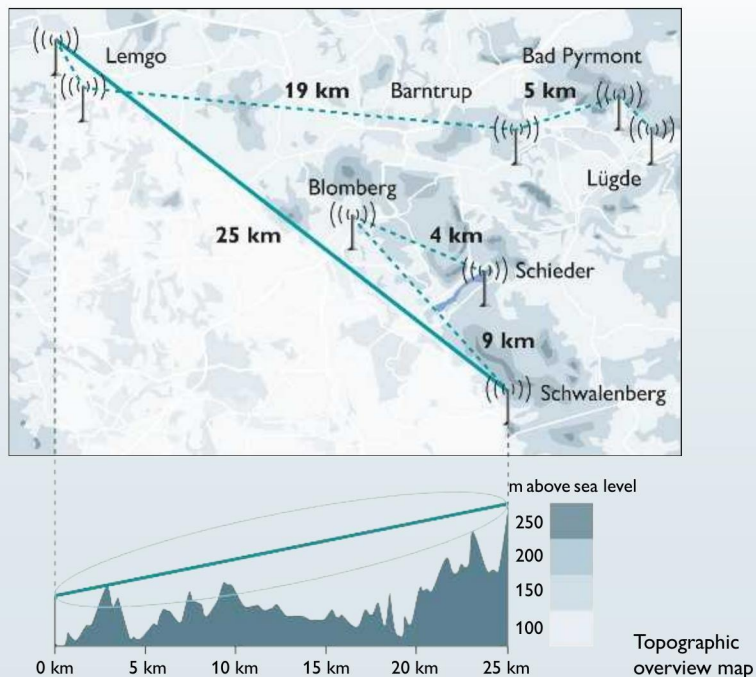 Lemgo
Bad Pyrmont
19 km
Barntrup
5 km
Lügde
Blomberg
25 km
4 km
Schieder
9 km
Schwalenberg
m above sea level
250
200
150
100
0 km
5 km
10 km
15 km
20 km
25 km
Topographic
overview map